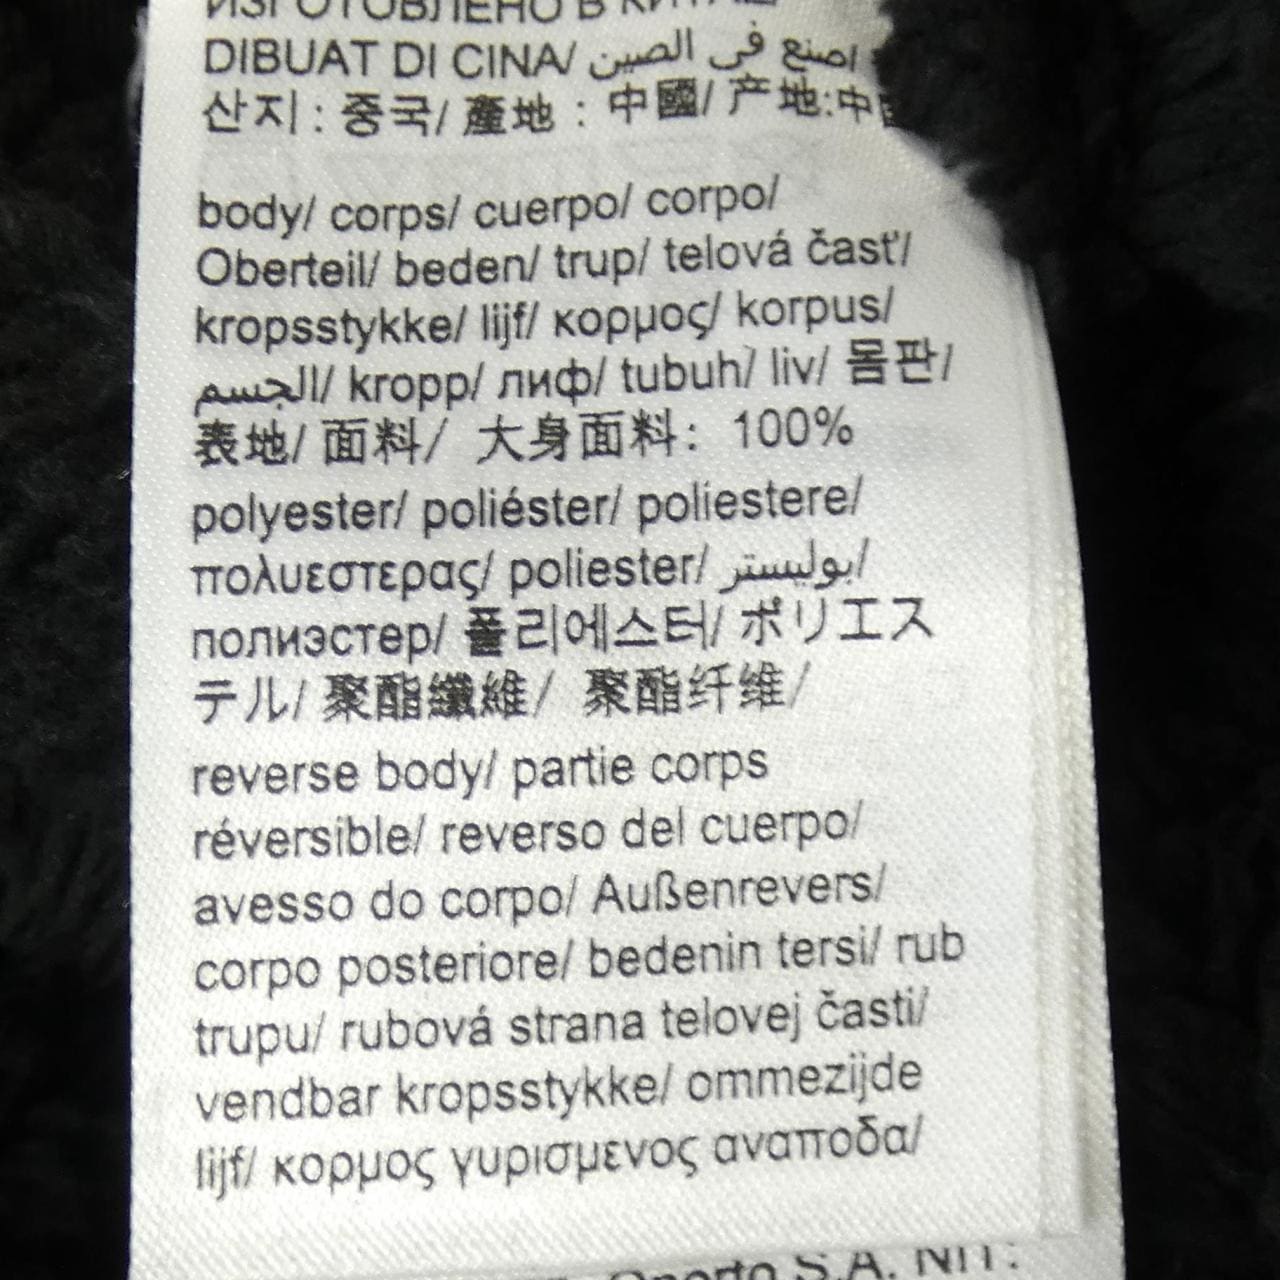 ИЗГОТОВЛЕНО В КИТАЕ
DIBUAT DI CINA/ صنع في الصين/
산지 : 중국/ 產地 : 中國/ 产地:中
body/ corps/ cuerpo/ corpo/
Oberteil/ beden/ trup/ telová časť/
kropsstykke/ lijf/ κορμος/ korpus/
الجسم/ kropp/ лиф/ tubuh/ liv/ 몸판/
表地/ 面料/ 大身面料: 100%
polyester/ poliéster/ poliestere/
πολυεστερας/ poliester/ بوليستر/
полиэстер/ 폴리에스터/ ポリエス
テル/ 聚酯纖維/ 聚酯纤维/
reverse body/ partie corps
réversible/ reverso del cuerpo/
avesso do corpo/ Außenrevers/
corpo posteriore/ bedenin tersi/ rub
trupu/ rubová strana telovej časti/
vendbar kropsstykke/ ommezijde
lijf/ κορμος γυρισμενος αναποδα/
S.A. NIT: